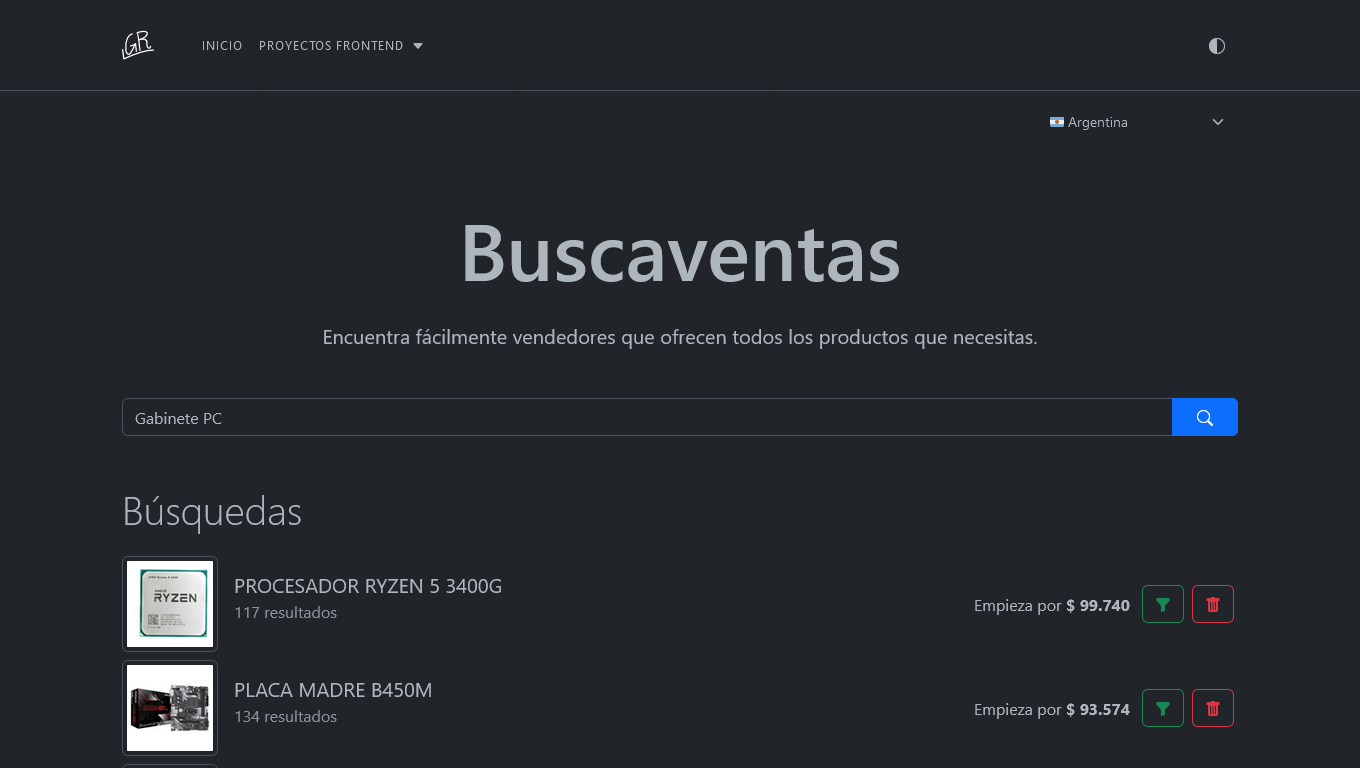 GR
INICIO PROYECTOS FRONTEND
Argentina
Buscaventas
Encuentra fácilmente vendedores que ofrecen todos los productos que necesitas.
Gabinete PC
Búsquedas
AMD
RYZEN
PROCESADOR RYZEN 5 3400G
117 resultados
Empieza por $ 99.740
PLACA MADRE B450M
134 resultados
Empieza por $ 93.574